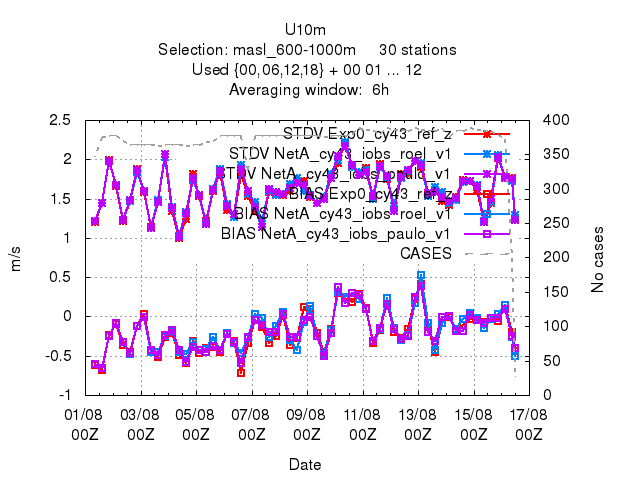 U10m
Selection: masl_600-1000m 30 stations
Used {00,06,12,18} + 00 01 ... 12
Averaging window: 6h
2.5
2
1.5
1
0.5
0
-0.5
-1
m/s
400
350
300
250
200
150
100
50
0
No cases
STDV Exp0_cy43_ref_z
STDV NetA_cy43_iobs_roel_v1
STDV NetA_cy43_iobs_paulo_v1
BIAS Exp0_cy43_ref_z
BIAS NetA_cy43_iobs_roel_v1
BIAS NetA_cy43_iobs_paulo_v1
CASES
01/08 03/08 05/08 07/08 09/08 11/08 13/08 15/08 17/08
00Z 00Z 00Z 00Z 00Z 00Z 00Z 00Z 00Z
Date